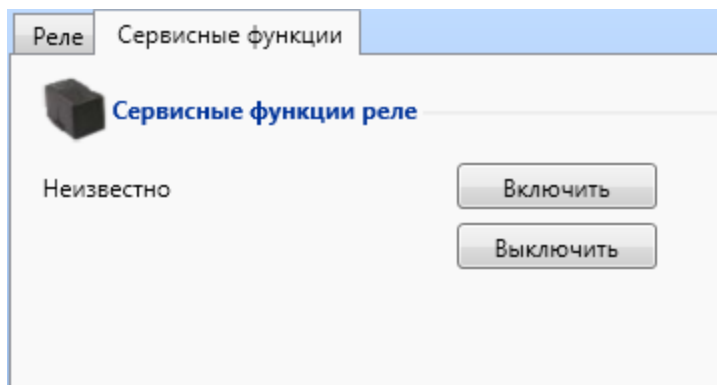 Реле Сервисные функции
Сервисные функции реле
Неизвестно Включить
Выключить